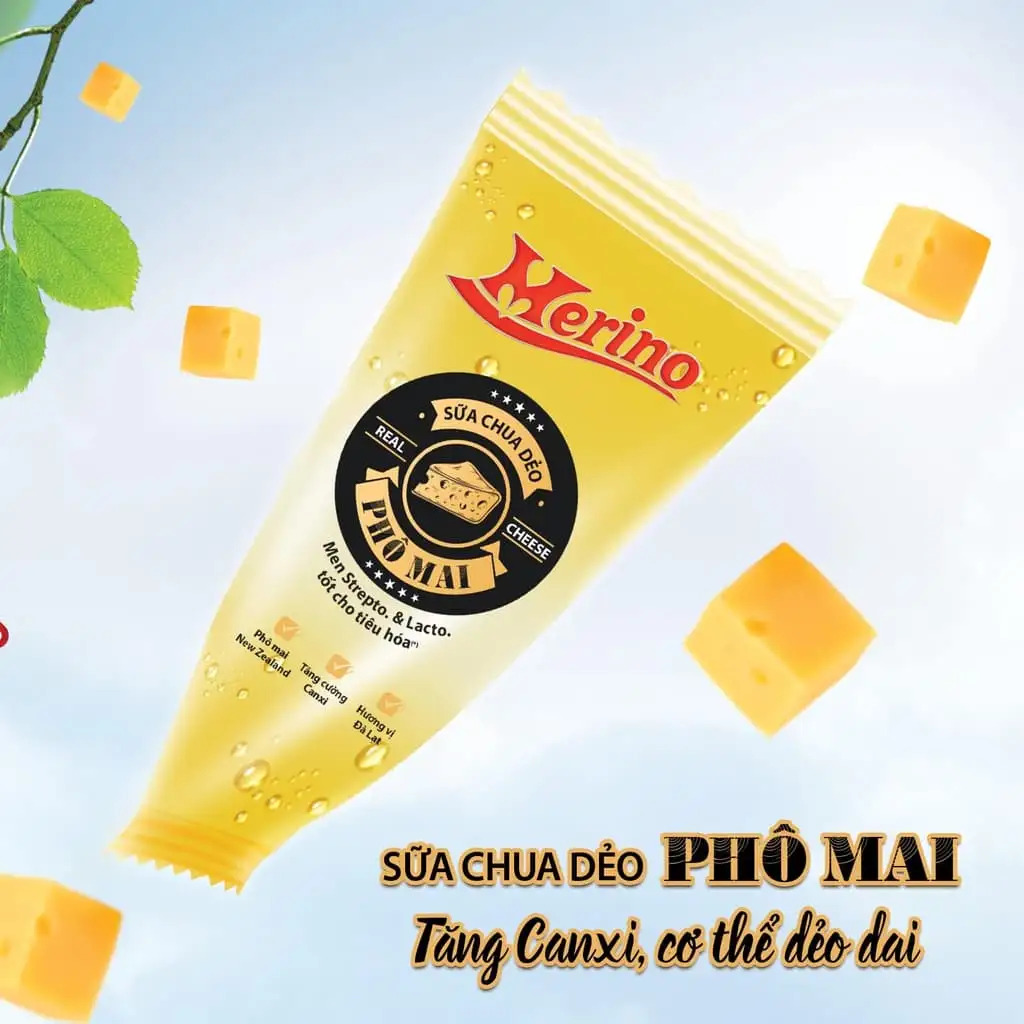 Merino
SỮA CHUA DẺO
REAL
CHEESE
PHÔ MAI
Men Strepto. & Lacto.
tốt cho tiêu hóa(*)
Phô mai
New Zealand
Tăng cường
Canxi
Hương vị
Đà Lạt
SỮA CHUA DẺO PHÔ MAI
Tăng Canxi, cơ thể dẻo dai